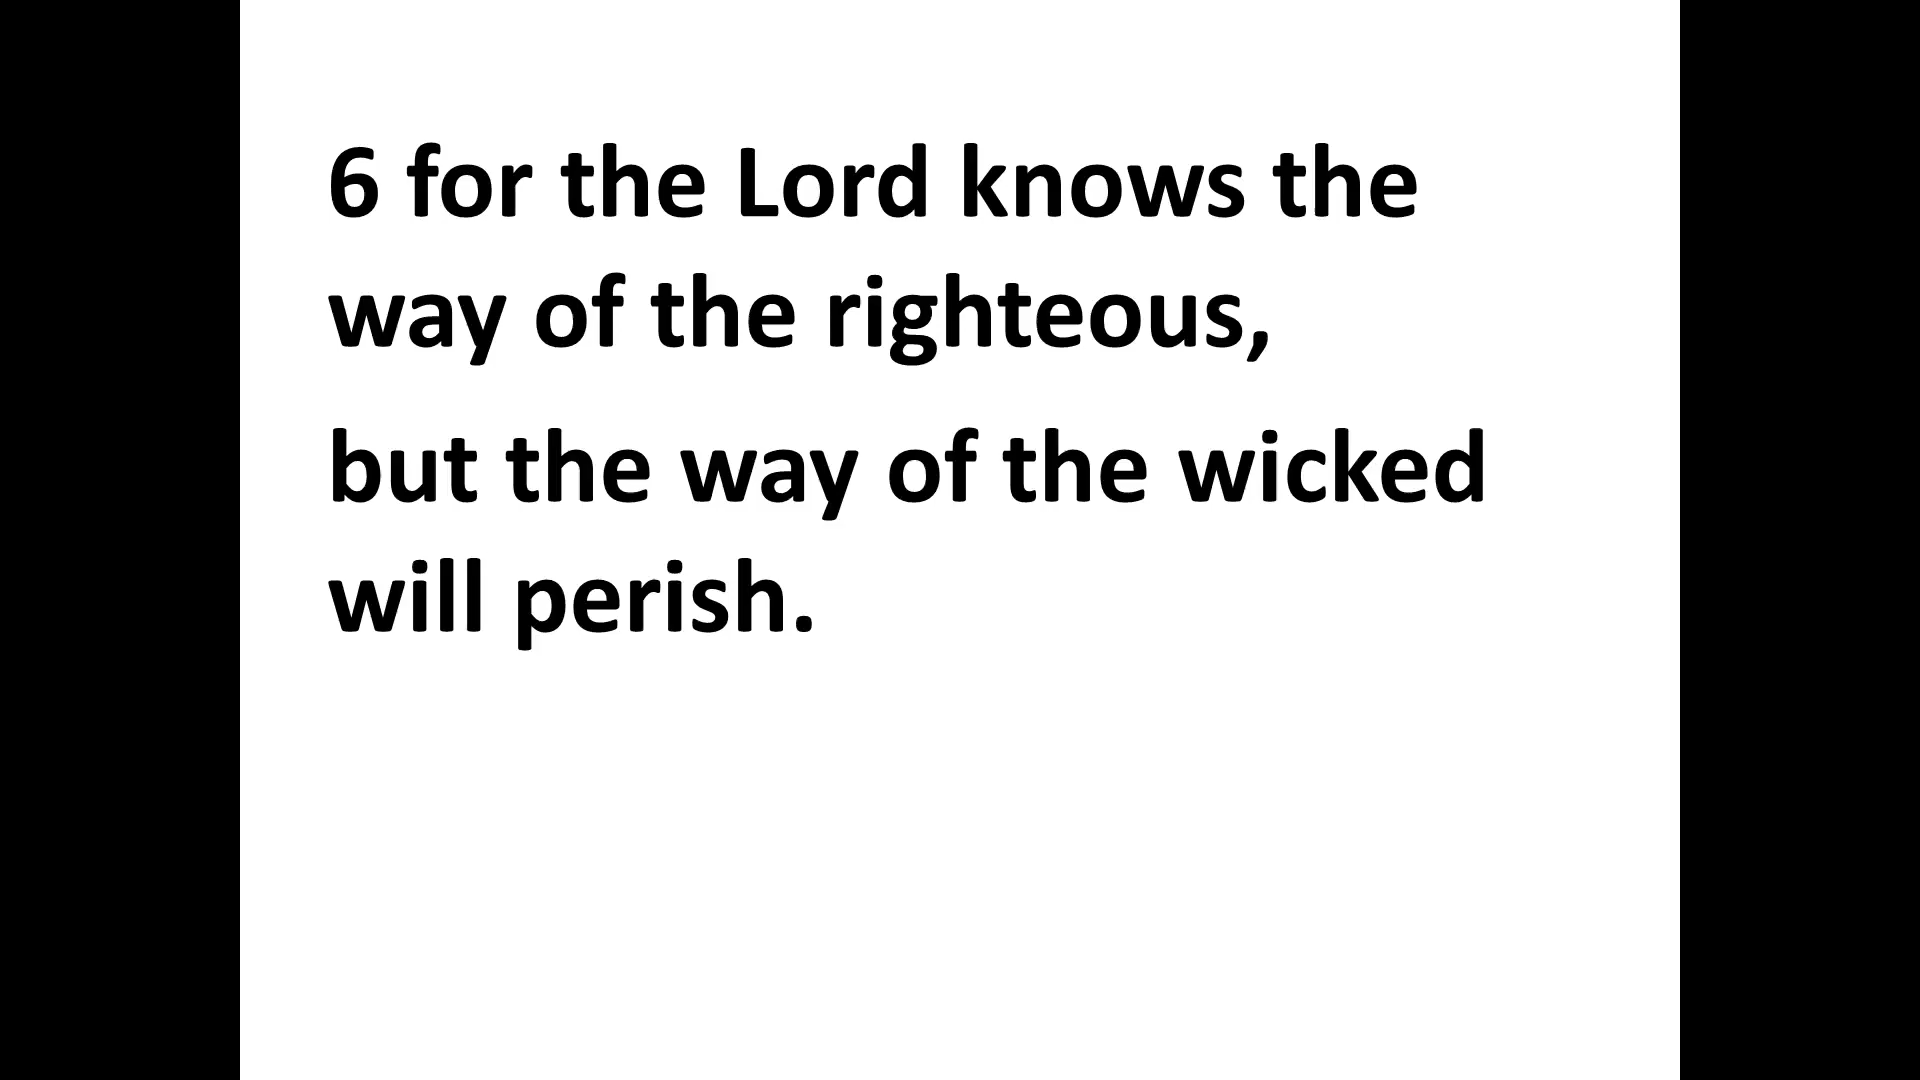 6 for the Lord knows the
way of the righteous,
but the way of the wicked
will perish.